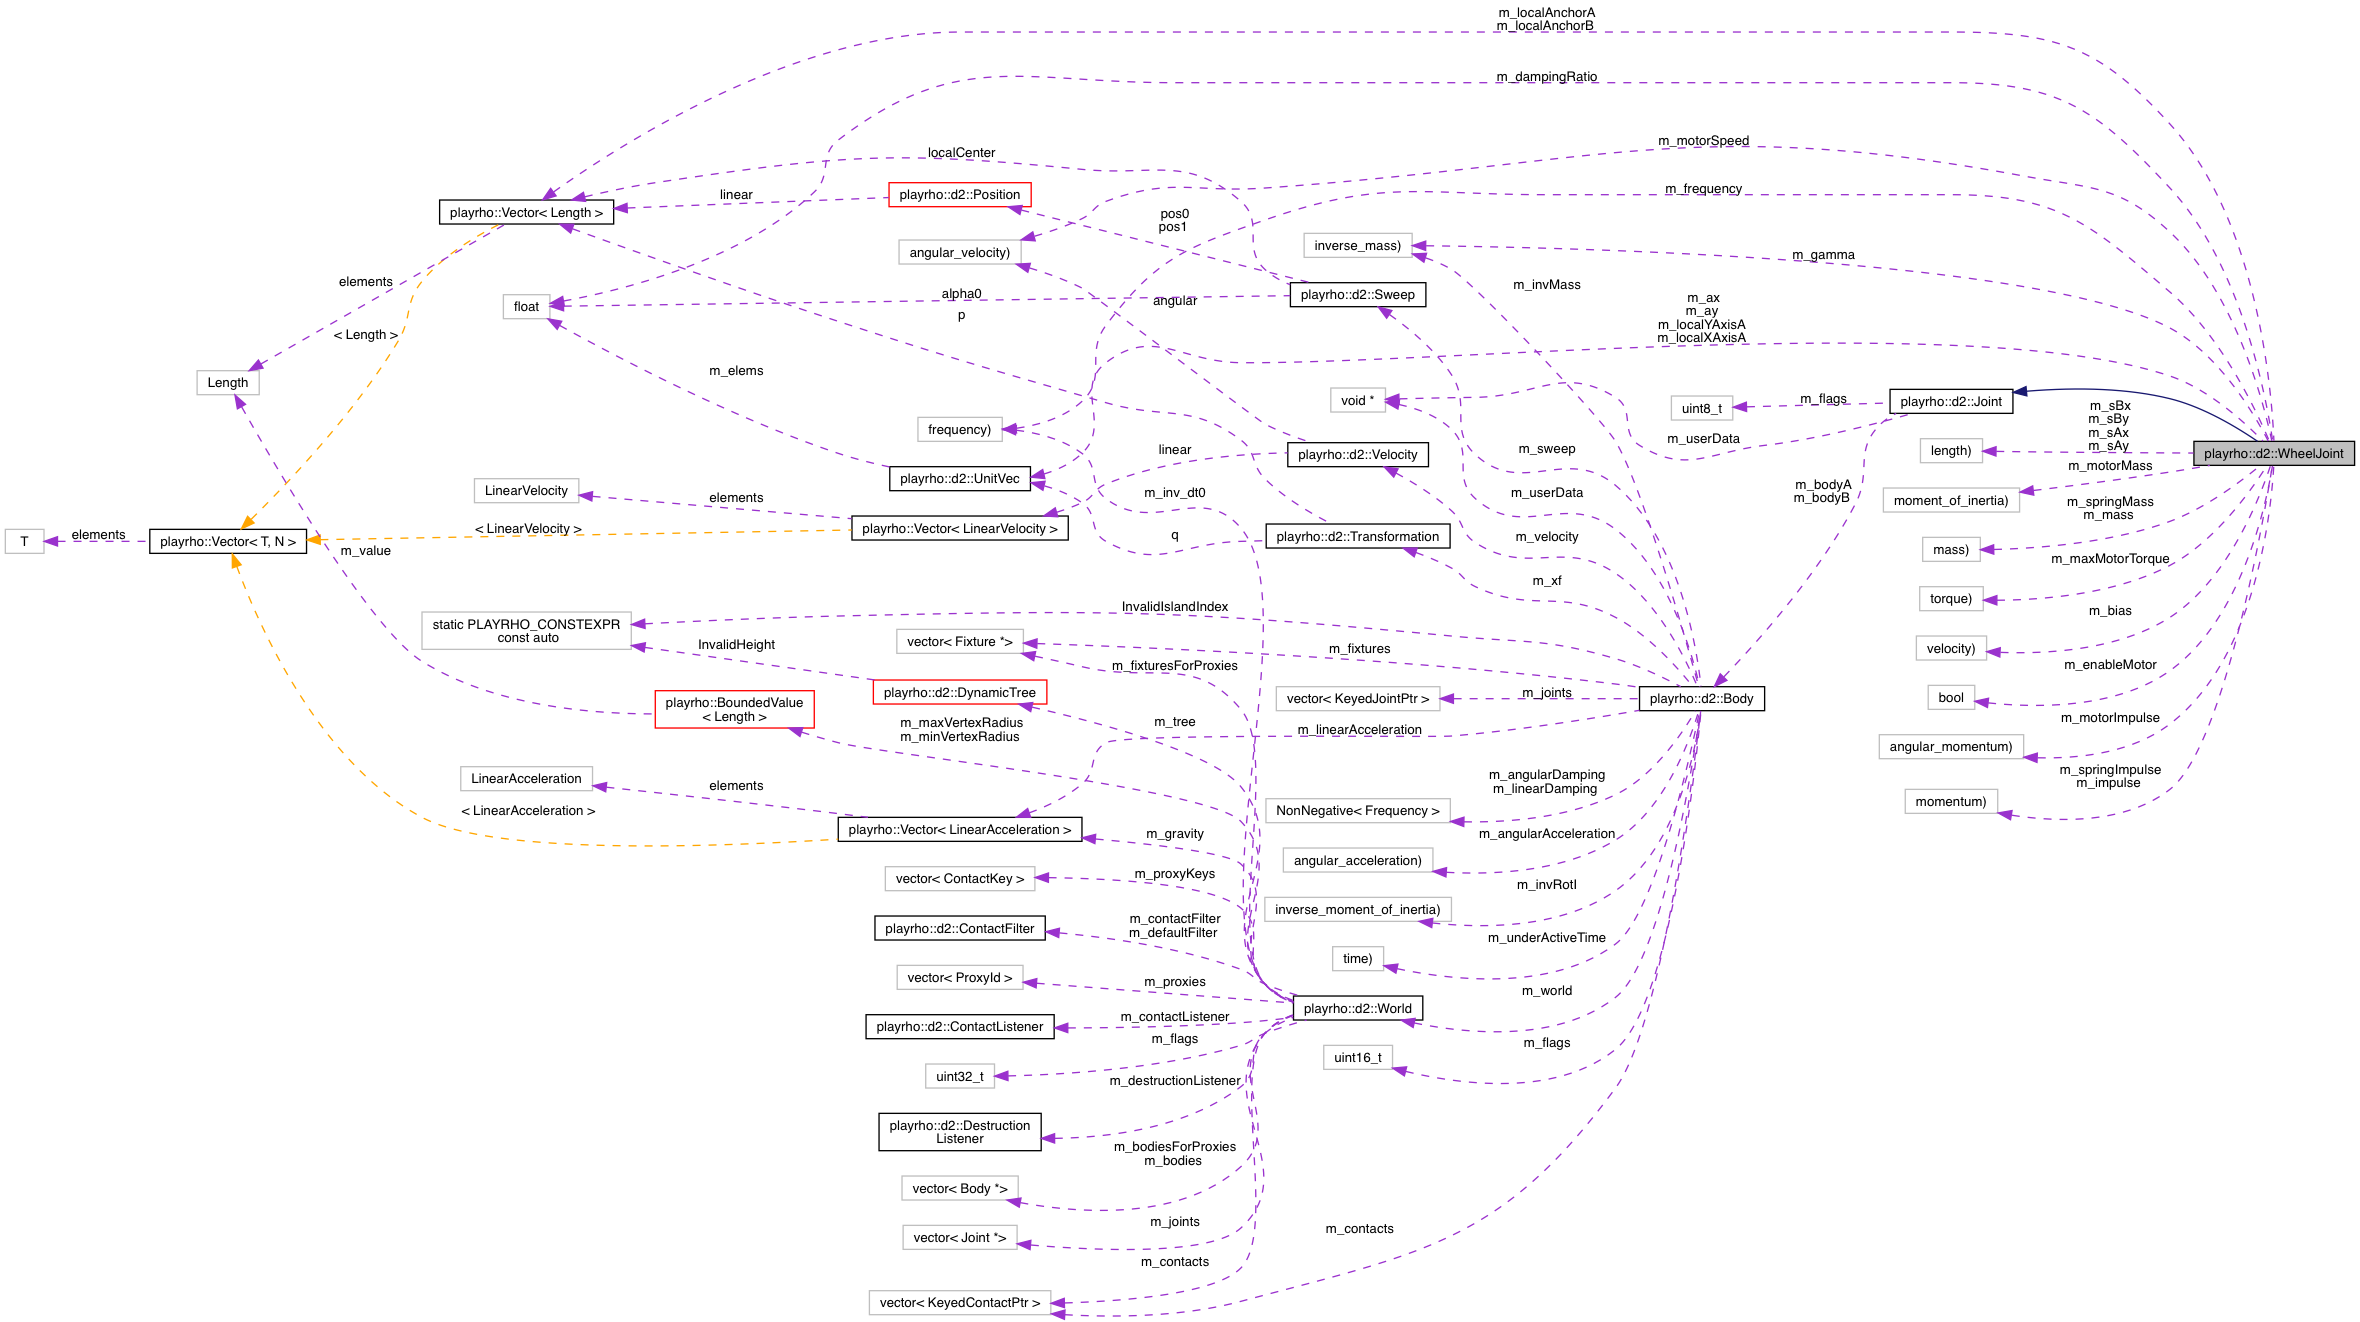 m_localAnchorA
m_localAnchorB
m_dampingRatio
m_motorSpeed
localCenter
m_frequency
playrho::d2::Position
linear
playrho::Vector< Length >
pos0
pos1
angular_velocity)
inverse_mass)
m_gamma
elements
m_invMass
alpha0
angular
playrho::d2::Sweep
float
p
m_ax
m_ay
m_localYAxisA
m_localXAxisA
< Length >
m_elems
Length
void *
uint8_t
m_flags
playrho::d2::Joint
m_sBx
m_sBy
m_sAx
m_sAy
frequency)
m_userData
linear
m_sweep
playrho::d2::Velocity
length)
playrho::d2::WheelJoint
m_motorMass
playrho::d2::UnitVec
m_bodyA
m_bodyB
LinearVelocity
elements
m_inv_dt0
m_userData
moment_of_inertia)
m_springMass
m_mass
T
elements
playrho::Vector< T, N >
< LinearVelocity >
playrho::Vector< LinearVelocity >
q
playrho::d2::Transformation
m_velocity
mass)
m_value
m_maxMotorTorque
m_xf
torque)
InvalidIslandIndex
m_bias
static PLAYRHO_CONSTEXPR
const auto
InvalidHeight
vector< Fixture *>
m_fixtures
velocity)
m_fixturesForProxies
m_enableMotor
playrho::d2::DynamicTree
vector< KeyedJointPtr >
m_joints
playrho::d2::Body
bool
playrho::BoundedValue
< Length >
m_maxVertexRadius
m_minVertexRadius
m_tree
m_linearAcceleration
m_motorImpulse
angular_momentum)
LinearAcceleration
elements
m_angularDamping
m_linearDamping
m_springImpulse
m_impulse
< LinearAcceleration >
NonNegative< Frequency >
momentum)
playrho::Vector< LinearAcceleration >
m_gravity
m_angularAcceleration
angular_acceleration)
vector< ContactKey >
m_proxyKeys
m_invRotI
inverse_moment_of_inertia)
playrho::d2::ContactFilter
m_contactFilter
m_defaultFilter
m_underActiveTime
time)
vector< ProxyId >
m_proxies
m_world
playrho::d2::World
playrho::d2::ContactListener
m_contactListener
m_flags
m_flags
uint16_t
uint32_t
m_destructionListener
playrho::d2::Destruction
Listener
m_bodiesForProxies
m_bodies
vector< Body *>
m_joints
m_contacts
vector< Joint *>
m_contacts
vector< KeyedContactPtr >